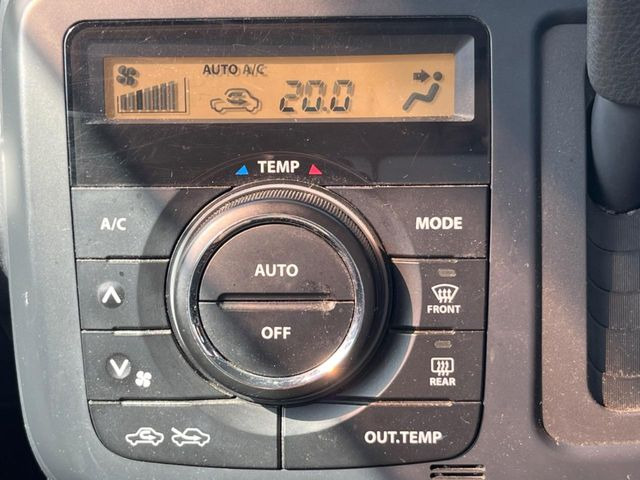 AUTO A/C
20.0
TEMP
A/C
MODE
AUTO
OFF
FRONT
REAR
OUT.TEMP